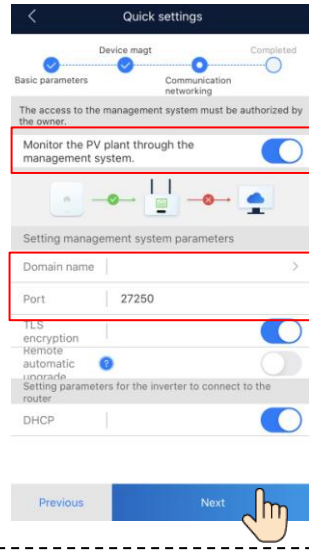 Quick settings
Device magt
Completed
Basic parameters
Communication
networking
The access to the management system must be authorized by
the owner.
Monitor the PV plant through the
management system.
Setting management system parameters
Domain name
Port 27250
TLS
encryption
Remote
automatic
upgrade
?
Setting parameters for the inverter to connect to the
router
DHCP
Previous Next